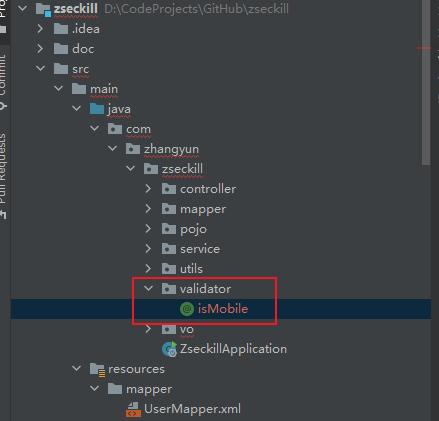 zseckill D:\CodeProjects\GitHub\zseckill
.idea
doc
src
main
java
com
zhangyun
zseckill
controller
mapper
pojo
service
utils
validator
isMobile
vo
ZseckillApplication
resources
mapper
UserMapper.xml
Commit
Pull Requests